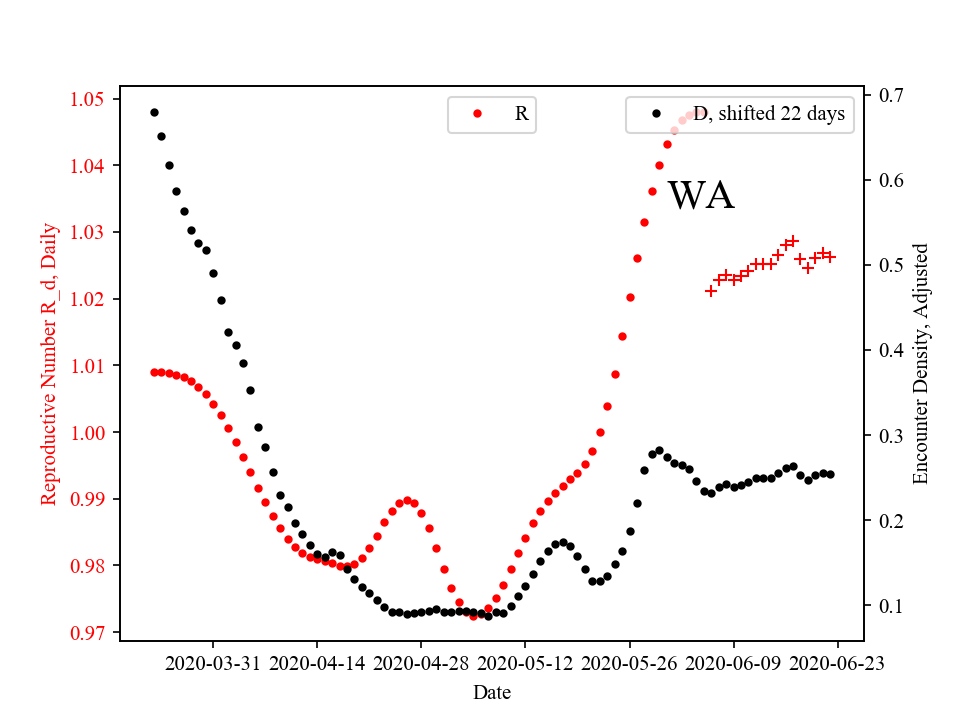 R
D, shifted 22 days
WA
Reproductive Number R_d, Daily
1.05
1.04
1.03
1.02
1.01
1.00
0.99
0.98
0.97
0.7
0.6
0.5
0.4
0.3
0.2
0.1
Encounter Density, Adjusted
2020-03-31 2020-04-14 2020-04-28 2020-05-12 2020-05-26 2020-06-09 2020-06-23
Date